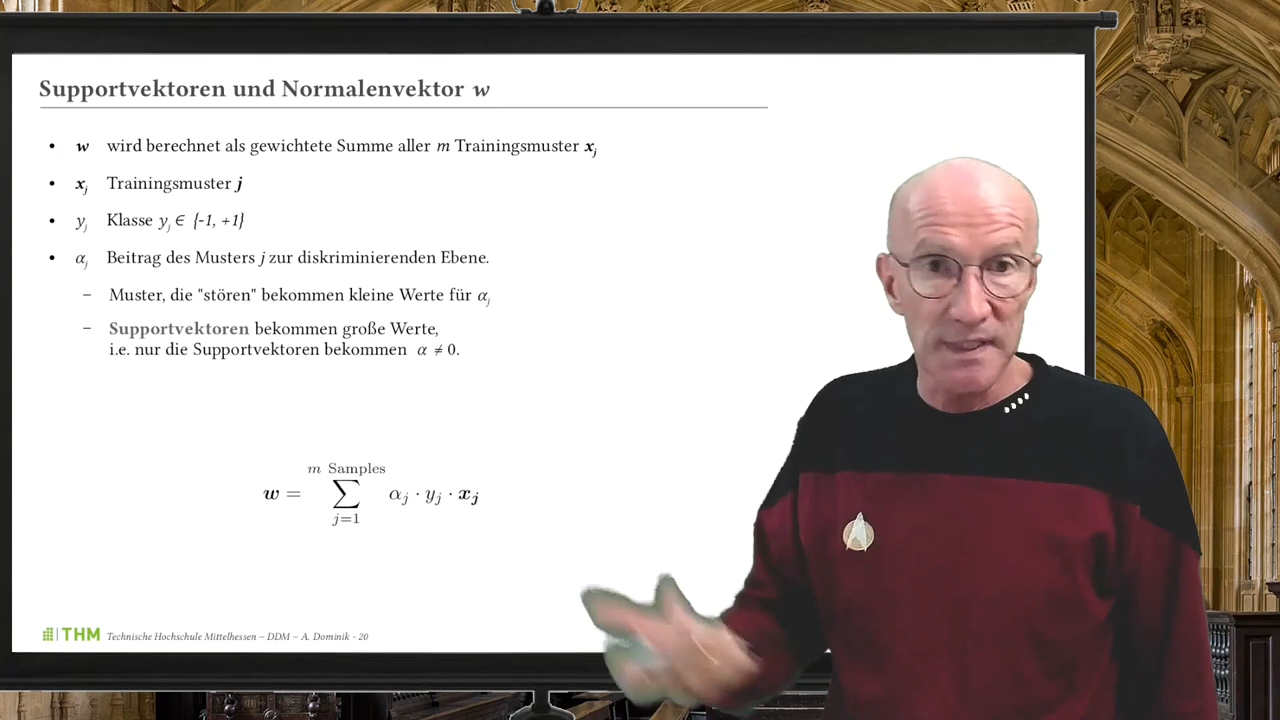 Supportvektoren und Normalenvektor w
• w wird berechnet als gewichtete Summe aller m Trainingsmuster xj
• xj Trainingsmuster j
• yj Klasse yj ∈ {-1, +1}
• αj Beitrag des Musters j zur diskriminierenden Ebene.
– Muster, die "stören" bekommen kleine Werte für αj
– Supportvektoren bekommen große Werte,
i.e. nur die Supportvektoren bekommen α ≠ 0.
m Samples
w = ∑ αj · yj · xj
j=1
THM Technische Hochschule Mittelhessen – DDM – A. Dominik - 20